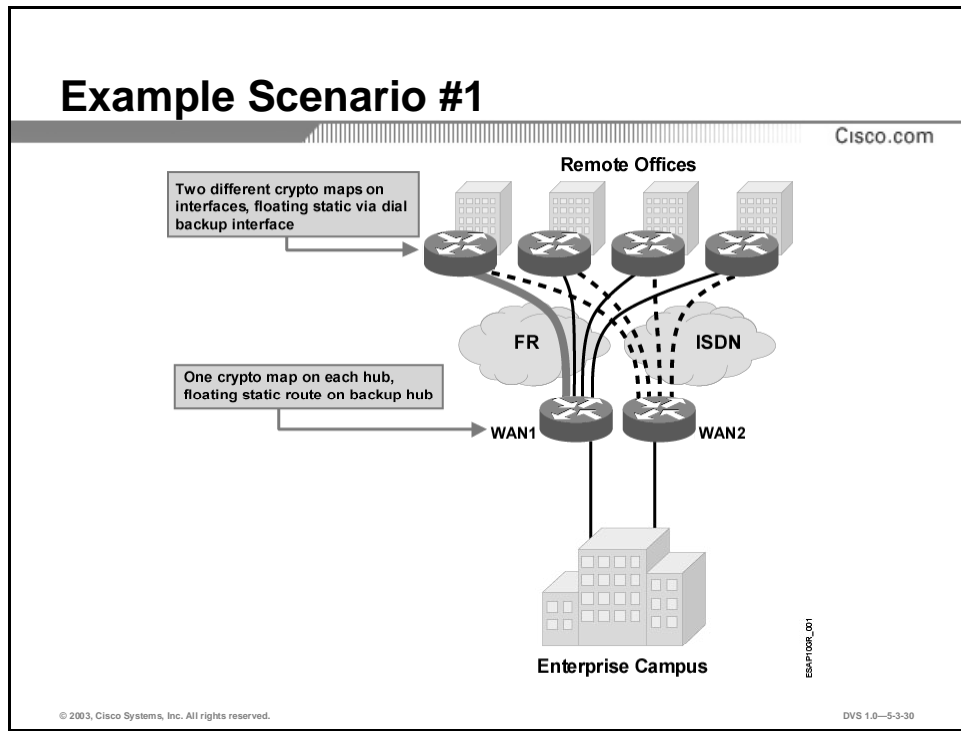 Example Scenario #1
Cisco.com
Remote Offices
Two different crypto maps on
interfaces, floating static via dial
backup interface
FR
ISDN
One crypto map on each hub,
floating static route on backup hub
WAN1
WAN2
Enterprise Campus
ESAP100R_001
© 2003, Cisco Systems, Inc. All rights reserved.
DVS 1.0—5-3-30